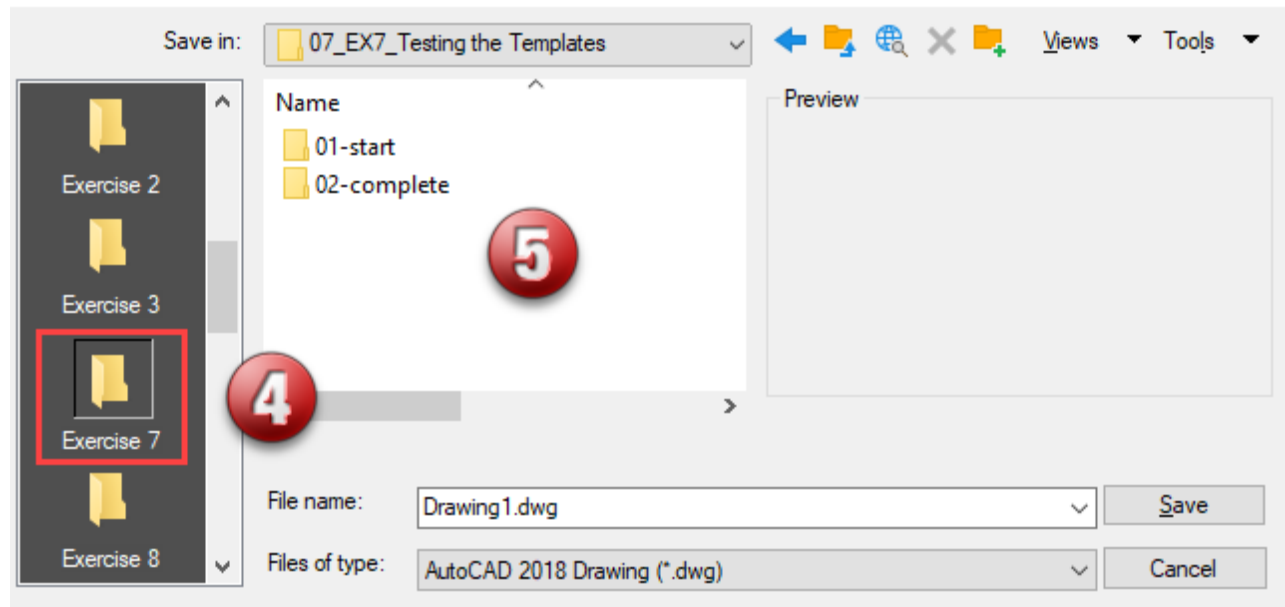 Save in: 07_EX7_Testing the Templates Views Tools
Exercise 2
Exercise 3
Exercise 7
Exercise 8
4
Name
01-start
02-complete
5
Preview
File name: Drawing1.dwg Save
Files of type: AutoCAD 2018 Drawing (*.dwg) Cancel